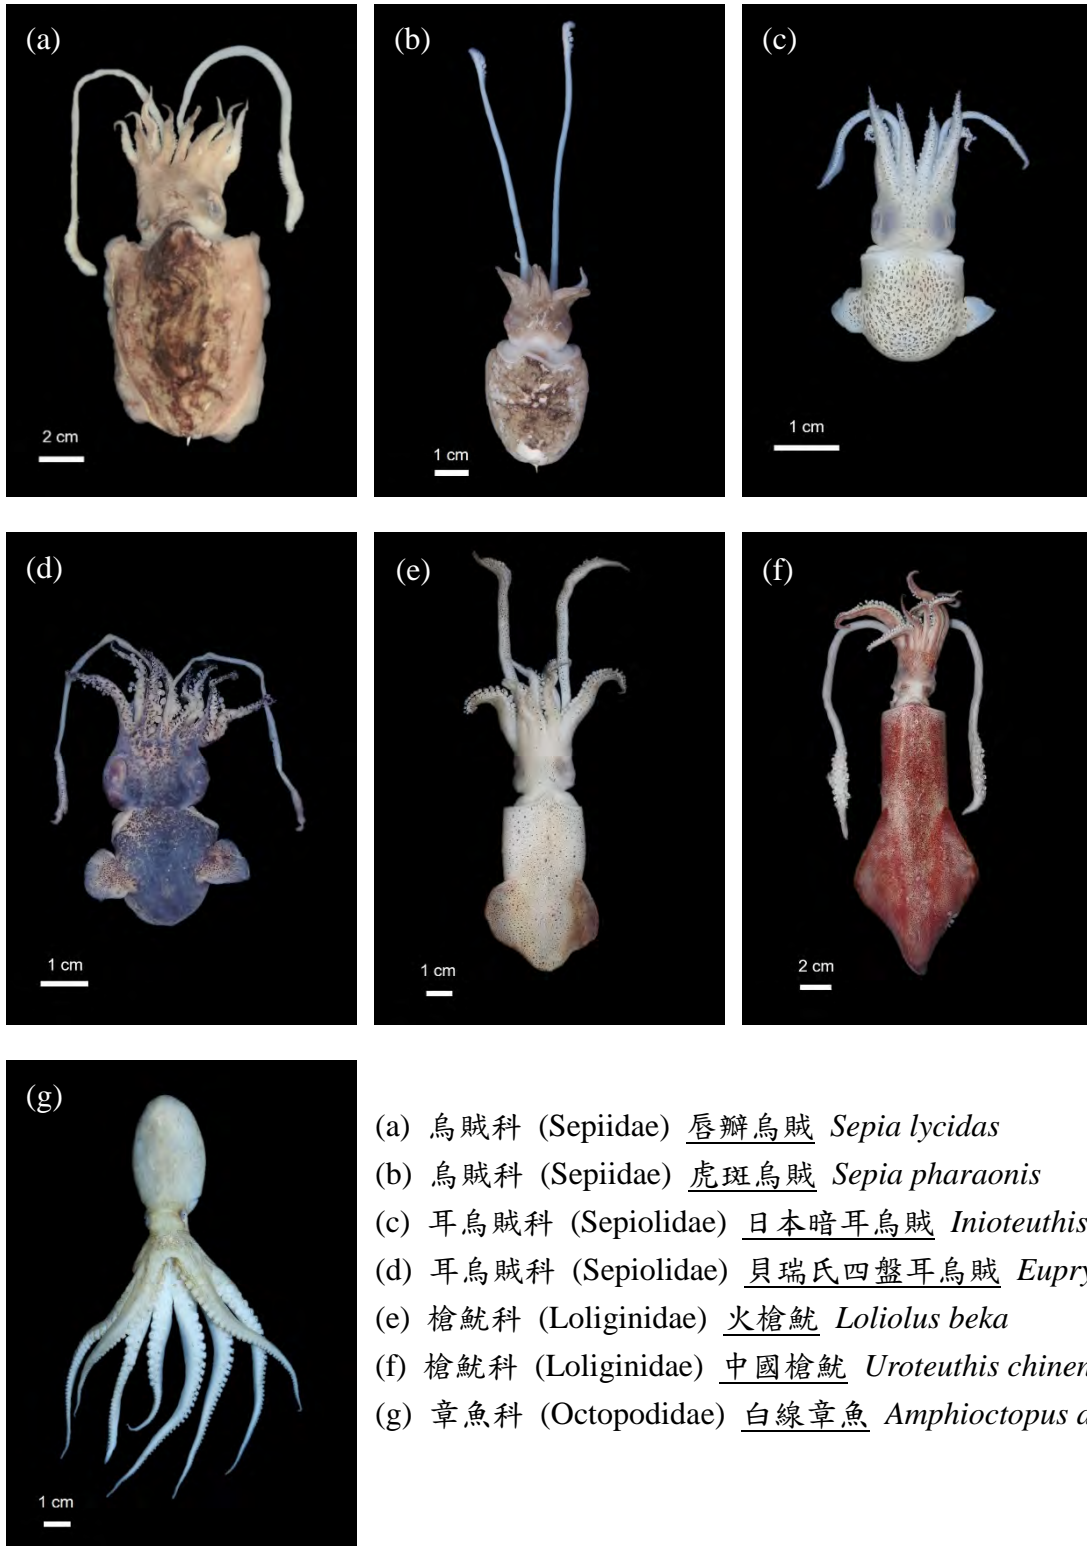 (a)
(b)
(c)
2 cm
1 cm
1 cm
(d)
(e)
(f)
1 cm
1 cm
2 cm
(g)
1 cm
(a) 烏賊科 (Sepiidae) 唇瓣烏賊 Sepia lycidas
(b) 烏賊科 (Sepiidae) 虎斑烏賊 Sepia pharaonis
(c) 耳烏賊科 (Sepiolidae) 日本暗耳烏賊 Inioteuthis
(d) 耳烏賊科 (Sepiolidae) 貝瑞氏四盤耳烏賊 Eupry
(e) 槍魷科 (Loliginidae) 火槍魷 Loliolus beka
(f) 槍魷科 (Loliginidae) 中國槍魷 Uroteuthis chinen
(g) 章魚科 (Octopodidae) 白線章魚 Amphioctopus